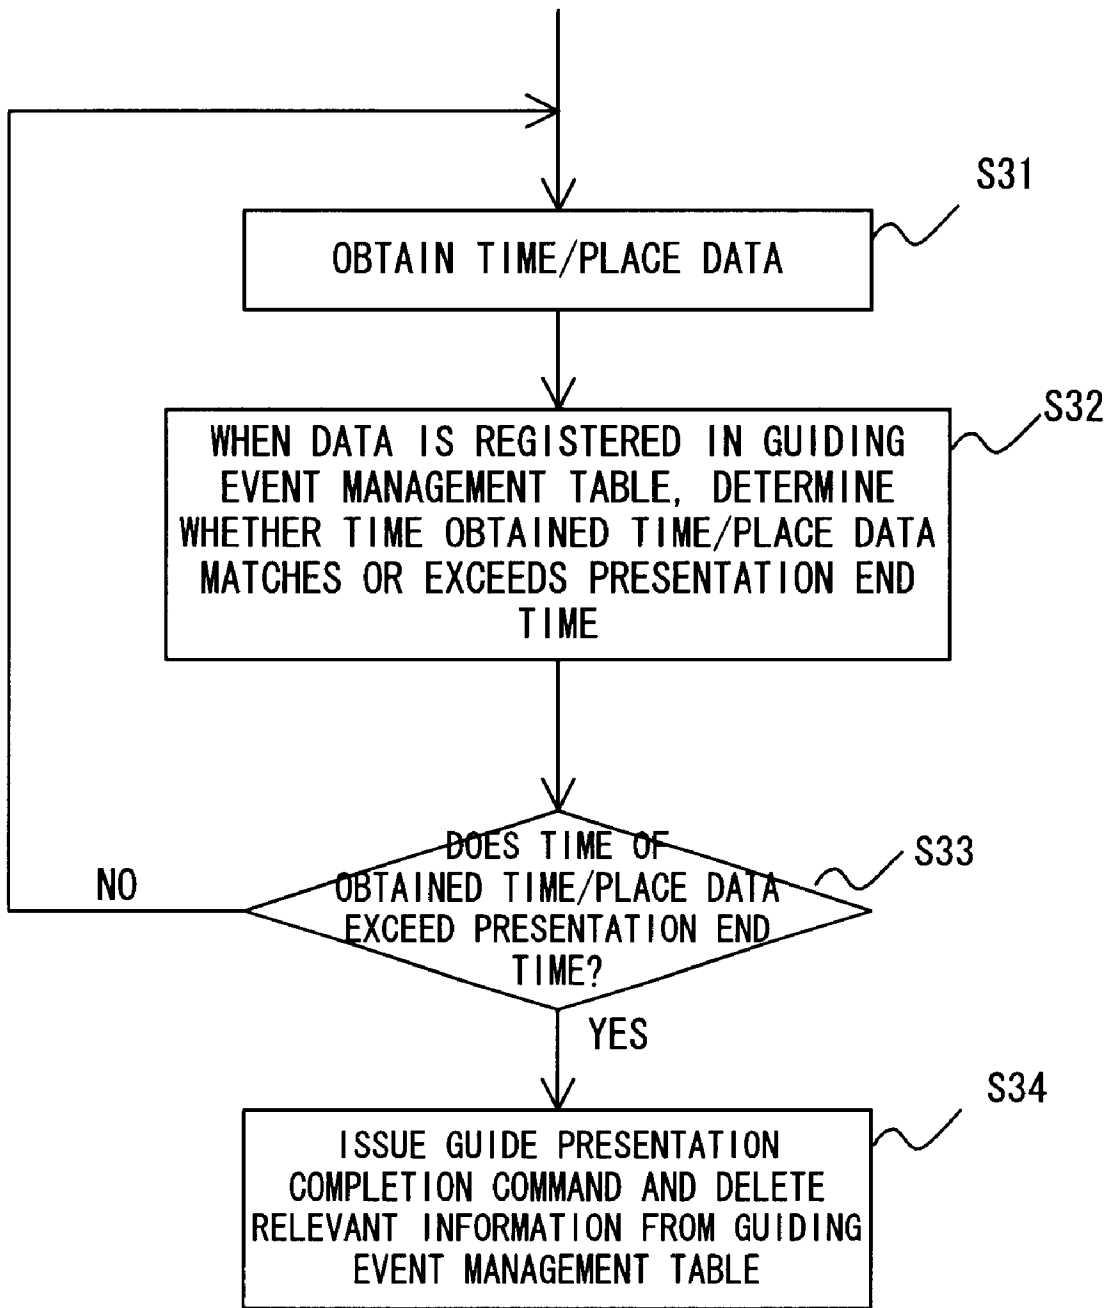 S31
OBTAIN TIME/PLACE DATA
S32
WHEN DATA IS REGISTERED IN GUIDING
EVENT MANAGEMENT TABLE, DETERMINE
WHETHER TIME OBTAINED TIME/PLACE DATA
MATCHES OR EXCEEDS PRESENTATION END
TIME
S33
DOES TIME OF
OBTAINED TIME/PLACE DATA
EXCEED PRESENTATION END
TIME?
NO
YES
S34
ISSUE GUIDE PRESENTATION
COMPLETION COMMAND AND DELETE
RELEVANT INFORMATION FROM GUIDING
EVENT MANAGEMENT TABLE